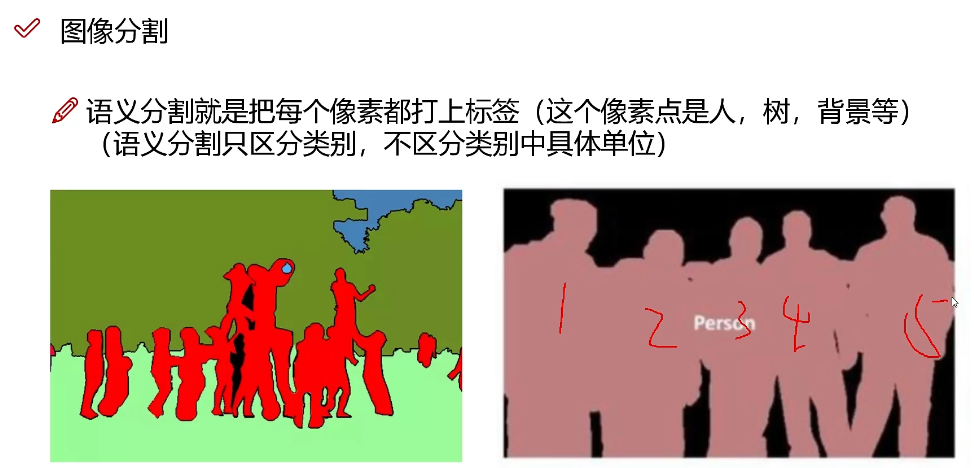 图像分割
语义分割就是把每个像素都打上标签（这个像素点是人，树，背景等）
（语义分割只区分类别，不区分类别中具体单位）
Person
1 2 3 4 5